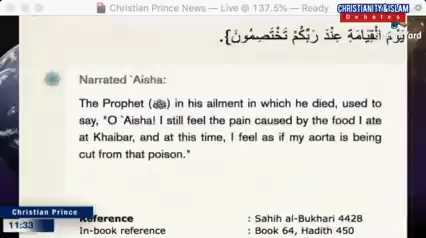 Christian Prince News — Live @ 137.5% — Ready
CHRISTIANITY&ISLAM
Debates
يَوْمَ الْقِيَامَةِ عِنْدَ رَبِّكُمْ تَخْتَصِمُونَ}.
Narrated `Aisha:
The Prophet (ﷺ) in his ailment in which he died, used to
say, "O `Aisha! I still feel the pain caused by the food I ate
at Khaibar, and at this time, I feel as if my aorta is being
cut from that poison."
Reference : Sahih al-Bukhari 4428
In-book reference : Book 64, Hadith 450
Christian Prince
11:33